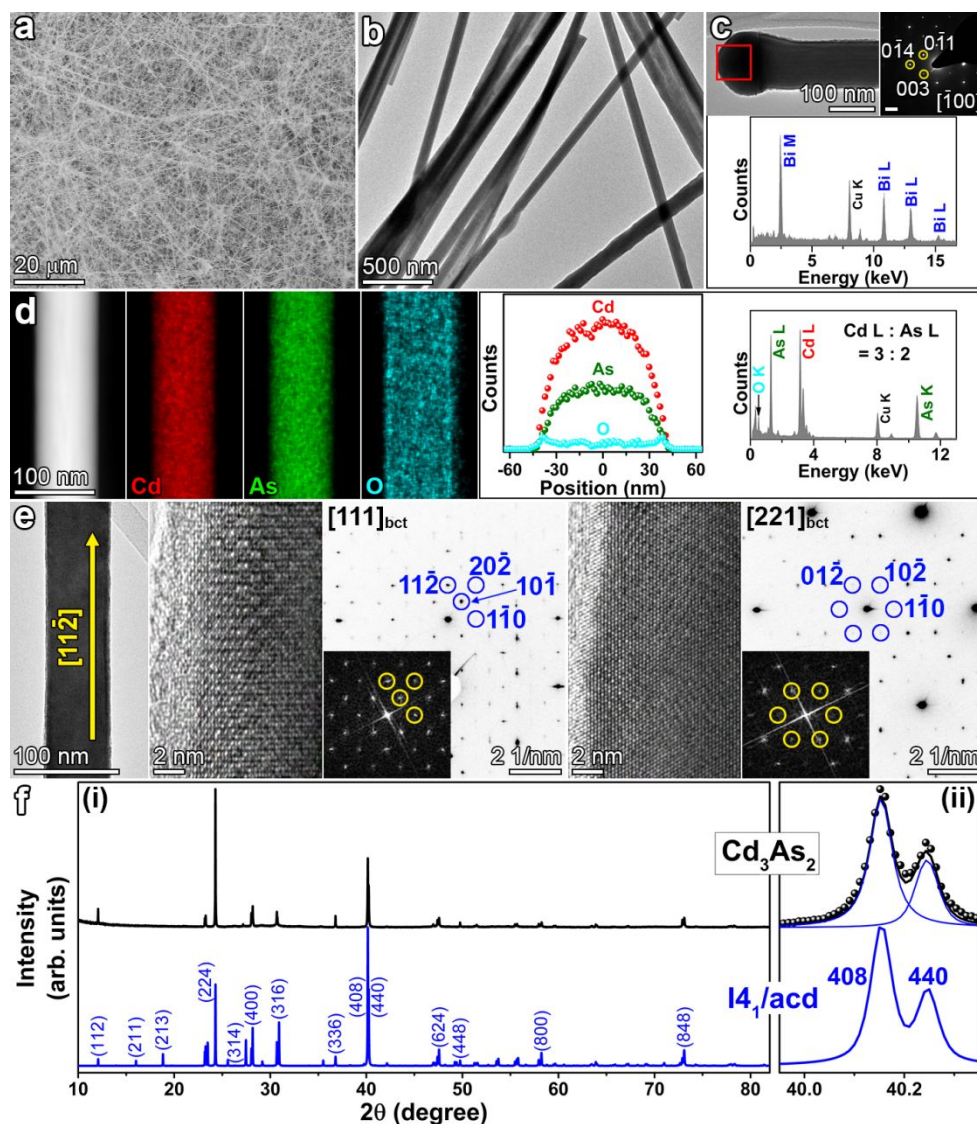 a
20 μm
b
500 nm
c
100 nm
01̄4
01̄1
003
[1̄00]
Counts
Bi M
Cu K
Bi L
Bi L
Bi L
0 5 10 15
Energy (keV)
d
100 nm
Cd
As
O
Counts
Cd
As
O
-60 -30 0 30 60
Position (nm)
O K
As L
Cd L
Cd L : As L
= 3 : 2
Cu K
As K
Counts
0 4 8 12
Energy (keV)
e
[112̄]
100 nm
2 nm
[111]bct
202̄
112̄
101̄
11̄0
2 1/nm
2 nm
[221]bct
012̄
102̄
11̄0
2 1/nm
f
(i)
(ii)
Cd₃As₂
Intensity
(arb. units)
(112)
(211)
(213)
(224)
(314)
(400)
(316)
(336)
(408)
(440)
(624)
(448)
(800)
(848)
408
440
I4₁/acd
10 20 30 40 50 60 70 80
2θ (degree)
40.0 40.2